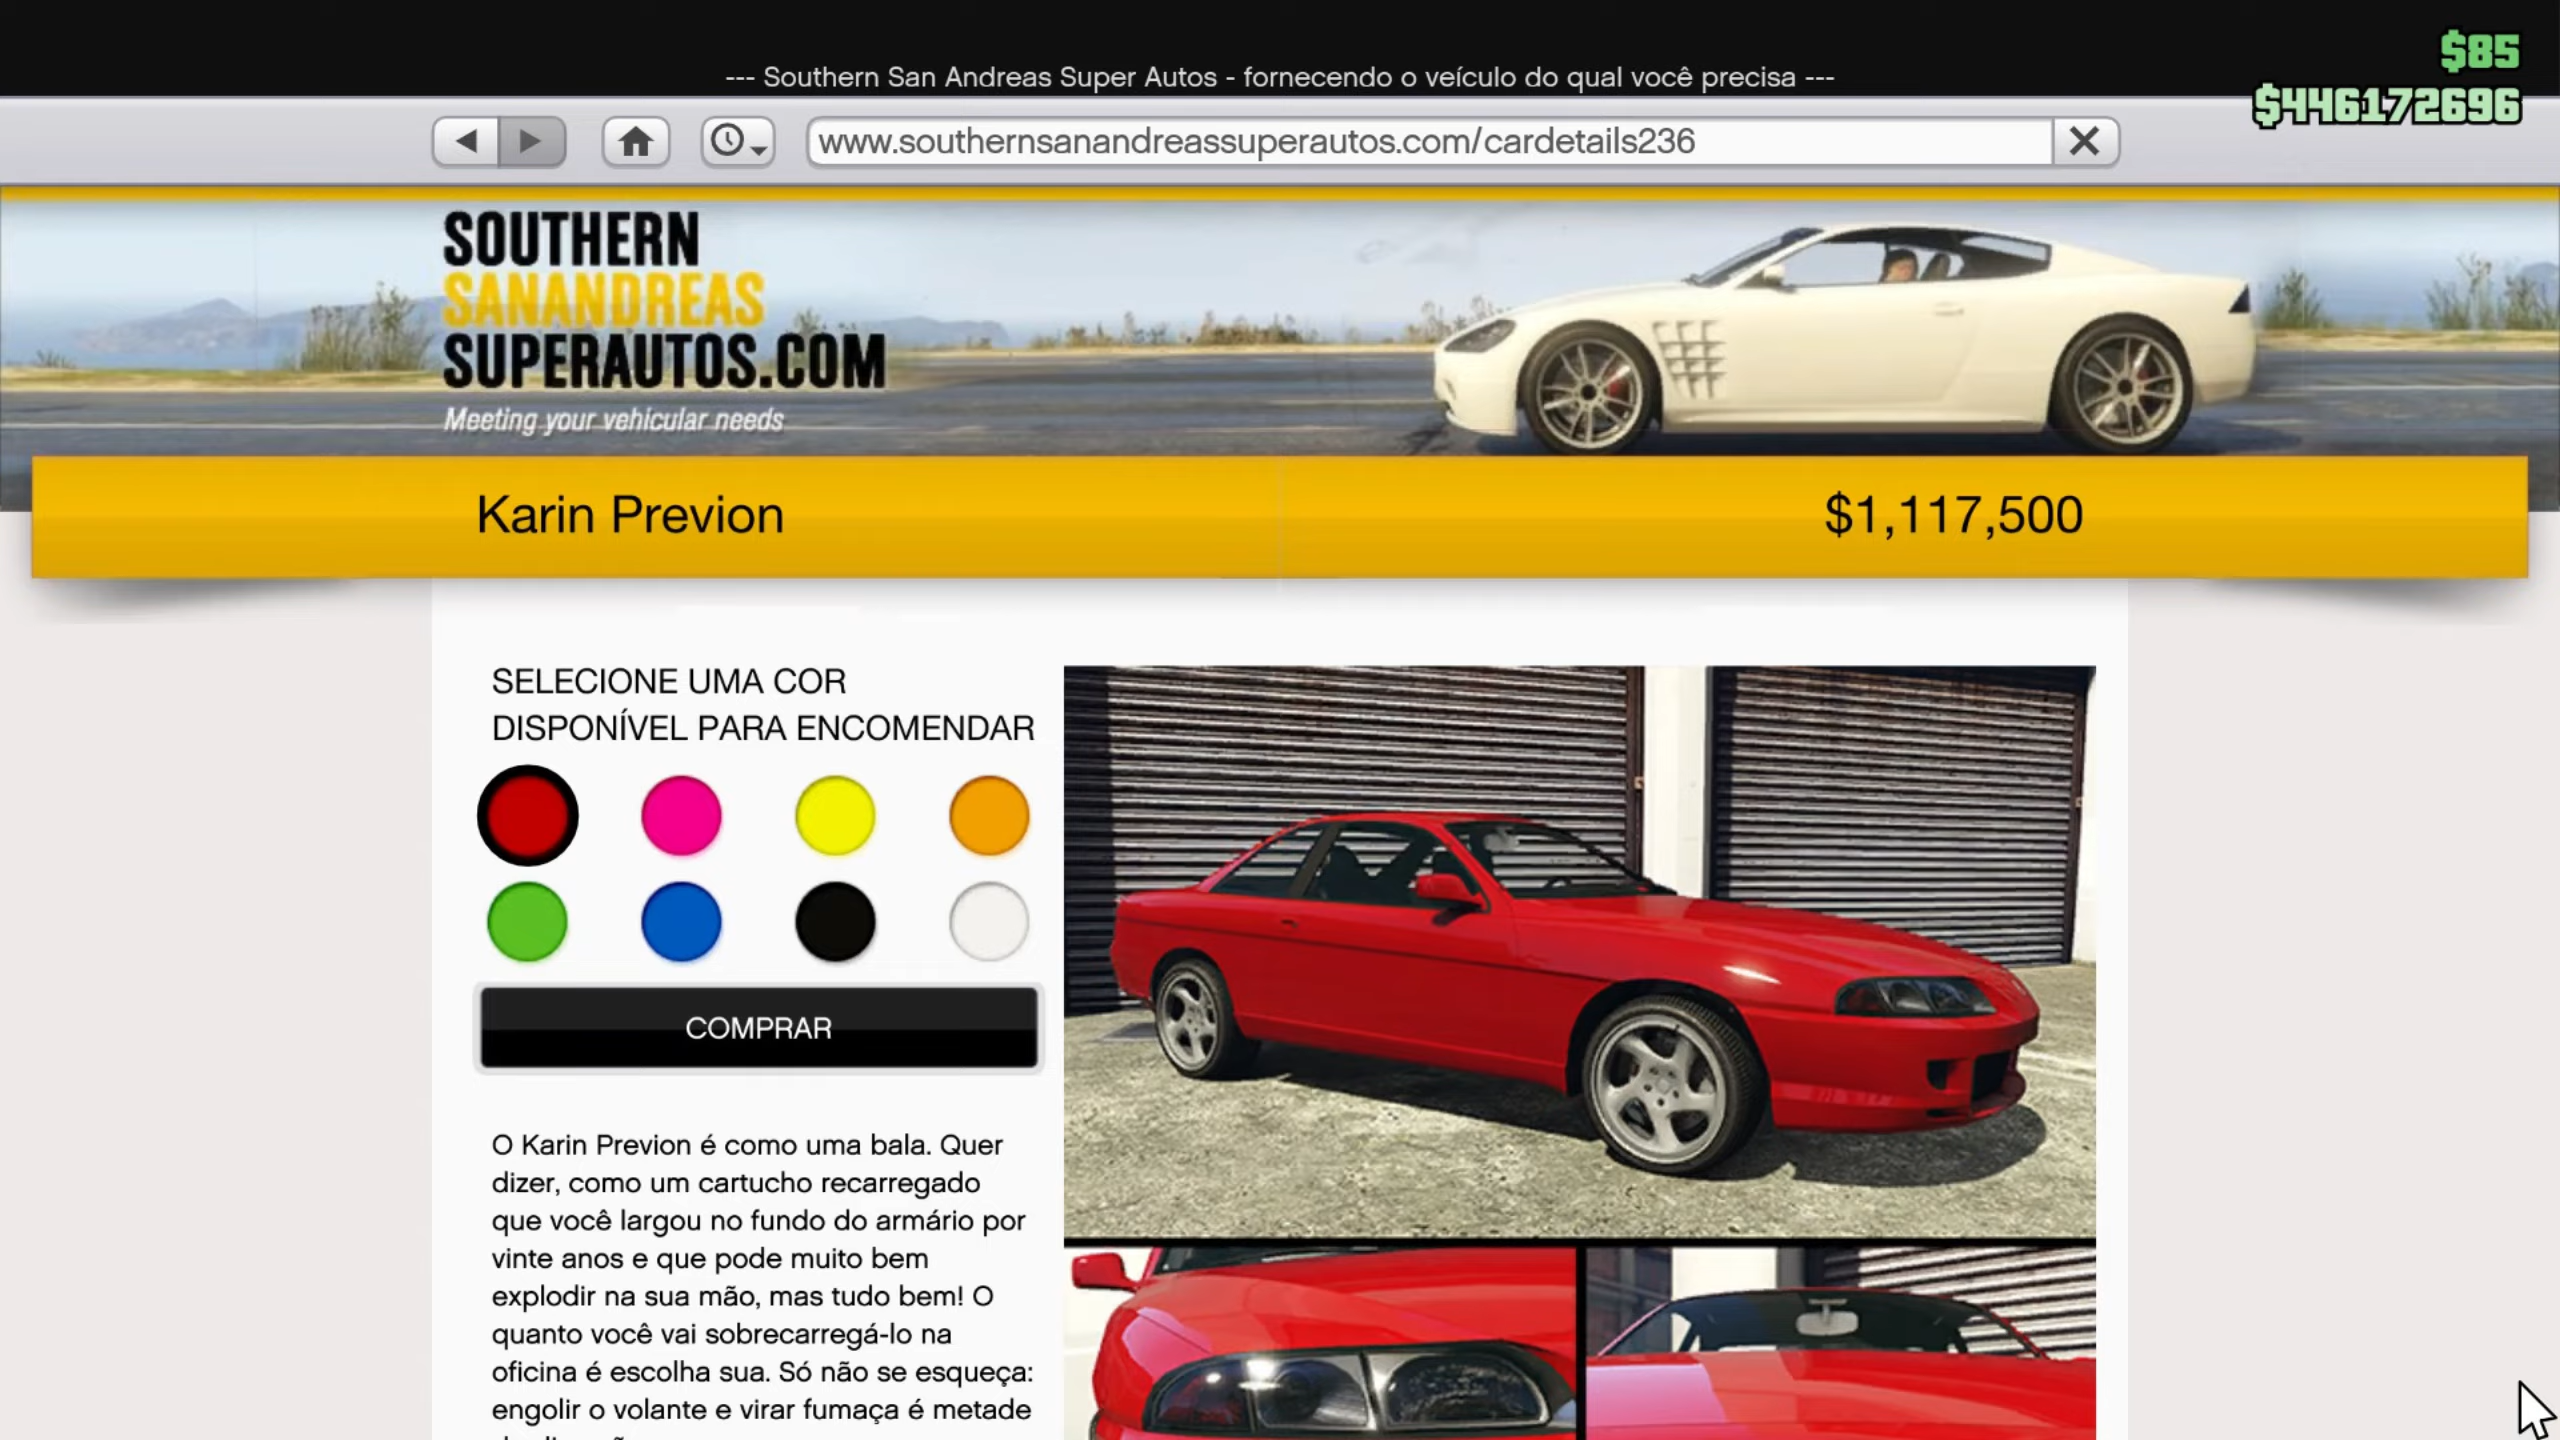 --- Southern San Andreas Super Autos - fornecendo o veículo do qual você precisa ---
$85
$446172696
www.southernsanandreassuperautos.com/cardetails236
SOUTHERN
SANANDREAS
SUPERAUTOS.COM
Meeting your vehicular needs
Karin Previon
$1,117,500
SELECIONE UMA COR
DISPONÍVEL PARA ENCOMENDAR
COMPRAR
O Karin Previon é como uma bala. Quer
dizer, como um cartucho recarregado
que você largou no fundo do armário por
vinte anos e que pode muito bem
explodir na sua mão, mas tudo bem! O
quanto você vai sobrecarregá-lo na
oficina é escolha sua. Só não se esqueça:
engolir o volante e virar fumaça é metade